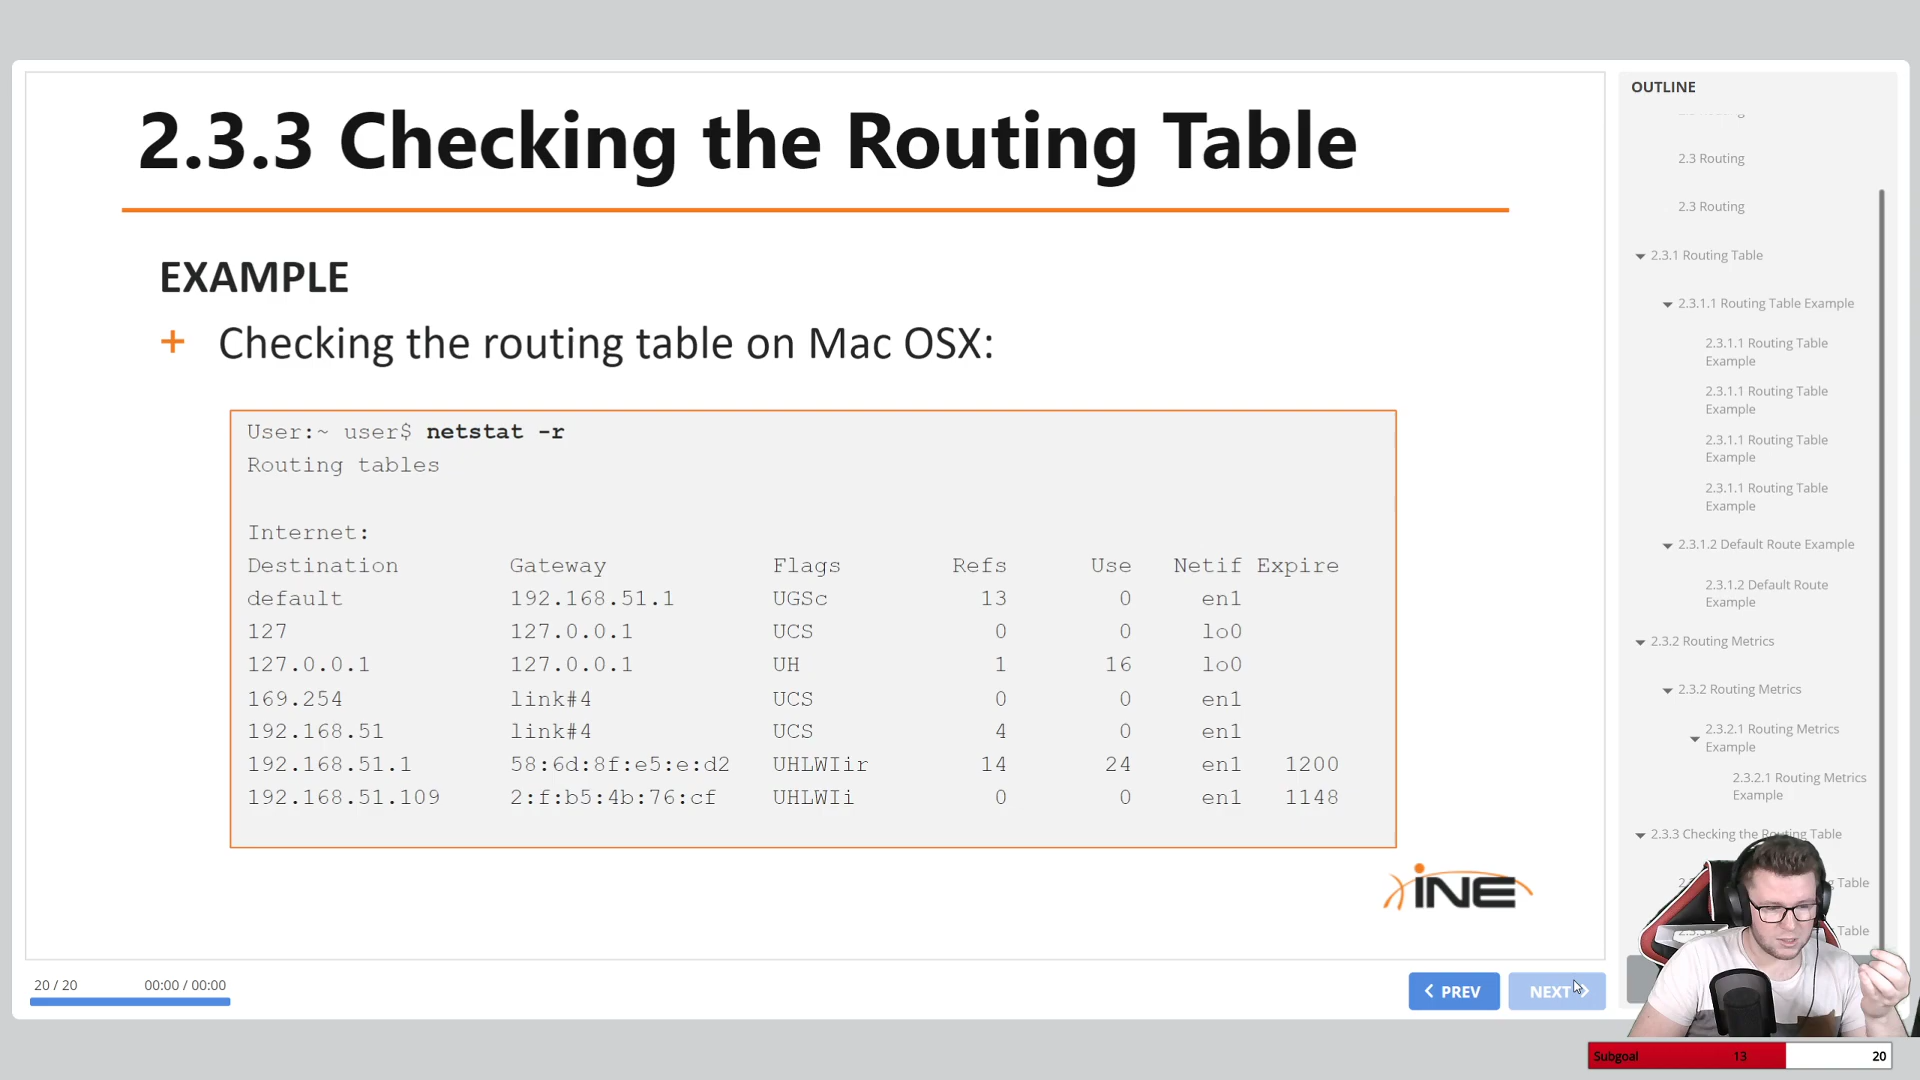 2.3.3 Checking the Routing Table
EXAMPLE
+ Checking the routing table on Mac OSX:
User:~ user$ netstat -r
Routing tables
Internet:
Destination Gateway Flags Refs Use Netif Expire
default 192.168.51.1 UGSc 13 0 en1
127 127.0.0.1 UCS 0 0 lo0
127.0.0.1 127.0.0.1 UH 1 16 lo0
169.254 link#4 UCS 0 0 en1
192.168.51 link#4 UCS 4 0 en1
192.168.51.1 58:6d:8f:e5:e:d2 UHLWIir 14 24 en1 1200
192.168.51.109 2:f:b5:4b:76:cf UHLWIi 0 0 en1 1148
INE
20 / 20 00:00 / 00:00
PREV
NEXT
OUTLINE
2.3 Routing
2.3 Routing
2.3.1 Routing Table
2.3.1.1 Routing Table Example
2.3.1.1 Routing Table
Example
2.3.1.1 Routing Table
Example
2.3.1.1 Routing Table
Example
2.3.1.1 Routing Table
Example
2.3.1.2 Default Route Example
2.3.1.2 Default Route
Example
2.3.2 Routing Metrics
2.3.2 Routing Metrics
2.3.2.1 Routing Metrics
Example
2.3.2.1 Routing Metrics
Example
2.3.3 Checking the Routing Table
Table
Table
Subgoal 13 20